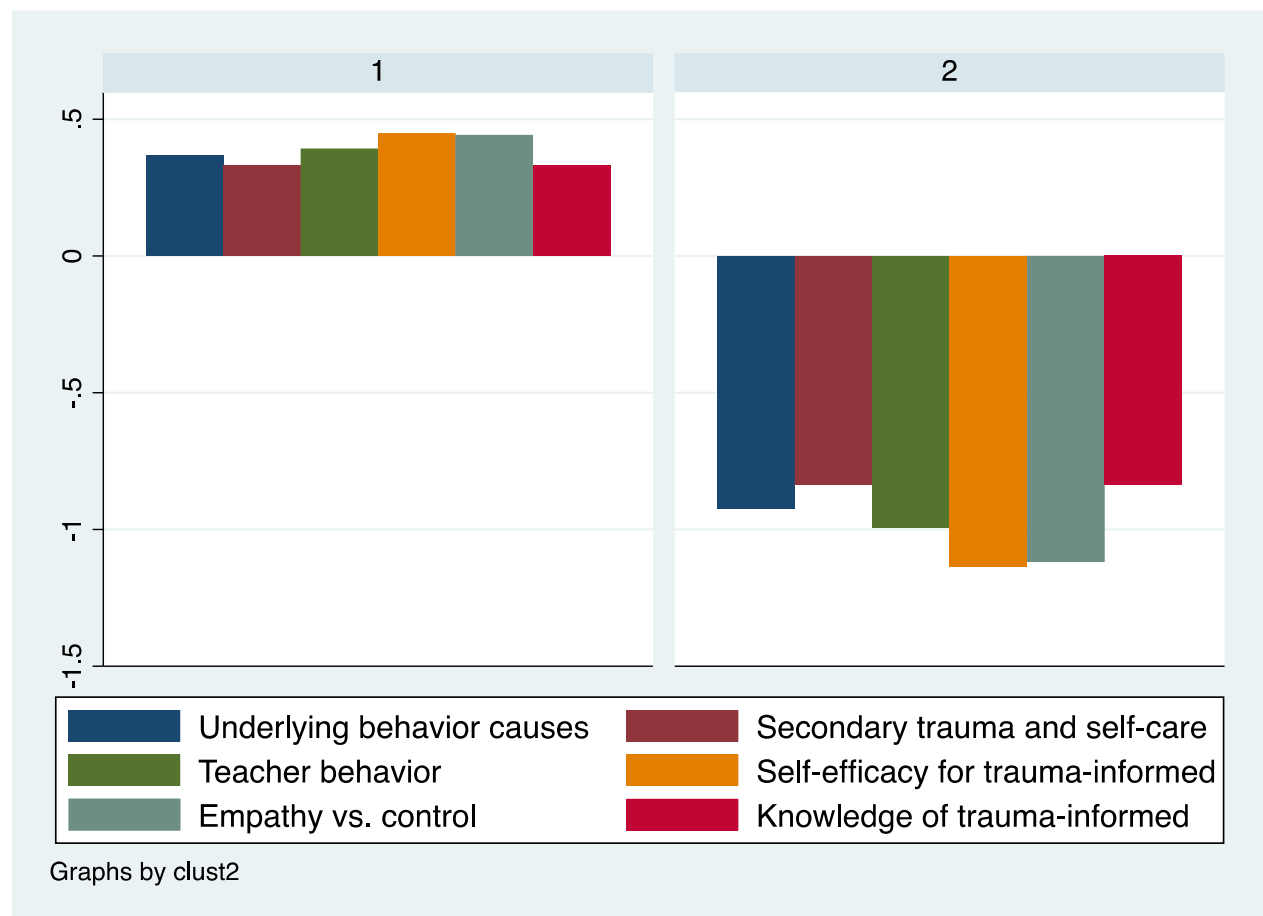 1
2
.5
0
-.5
-1
-1.5
Underlying behavior causes
Secondary trauma and self-care
Teacher behavior
Self-efficacy for trauma-informed
Empathy vs. control
Knowledge of trauma-informed
Graphs by clust2